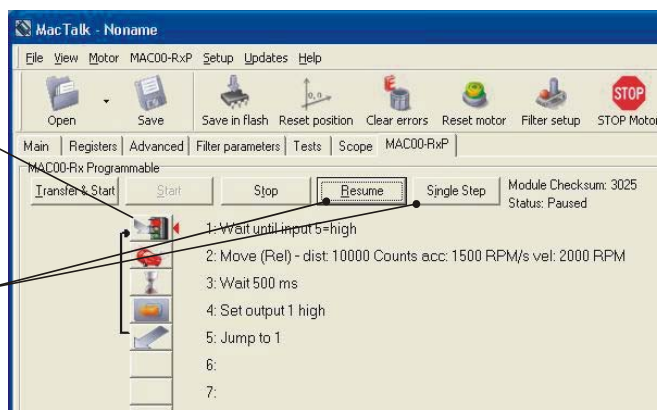 MacTalk - Noname
File View Motor MAC00-RxP Setup Updates Help
Open Save Save in flash Reset position Clear errors Reset motor Filter setup STOP Motor
0,0
E
STOP
Main Registers Advanced Filter parameters Tests Scope MAC00-RxP
MAC00-Rx Programmable
Transfer & Start Start Stop Resume Single Step Module Checksum: 3025
Status: Paused
1: Wait until input 5=high
2: Move (Rel) - dist: 10000 Counts acc: 1500 RPM/s vel: 2000 RPM
3: Wait 500 ms
4: Set output 1 high
5: Jump to 1
6:
7: